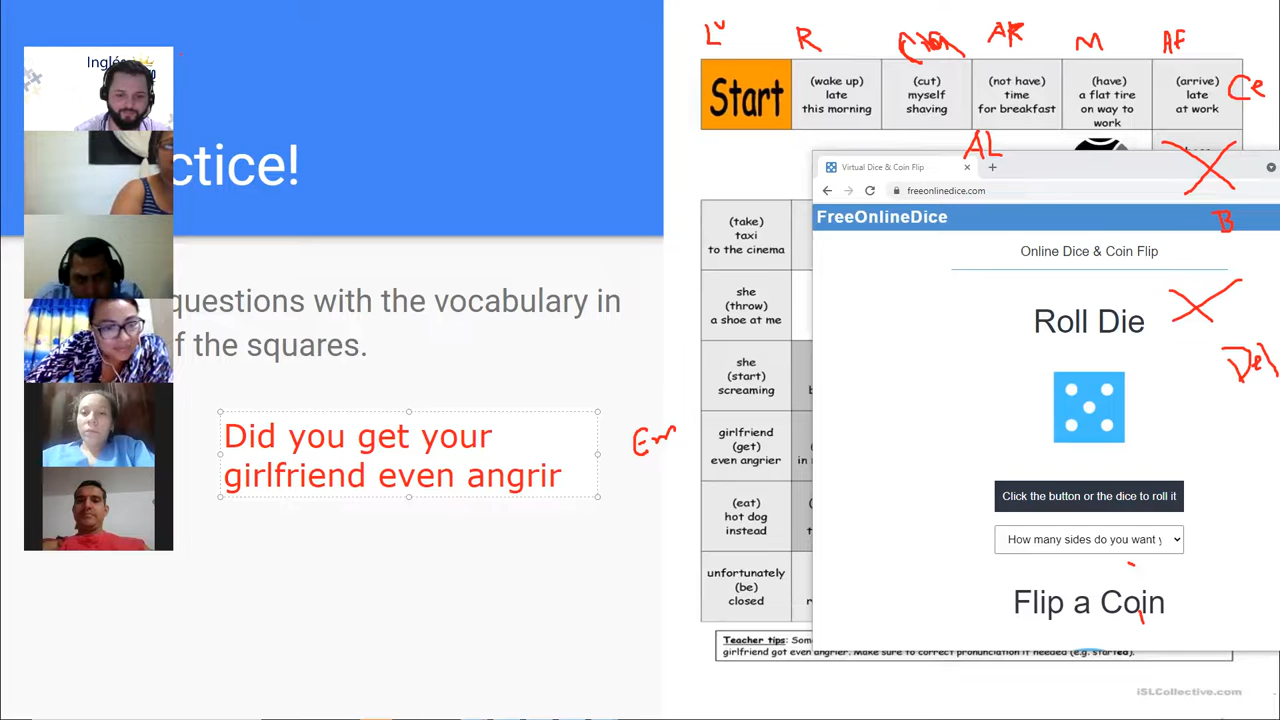 Inglés
ctice!
questions with the vocabulary in
f the squares.
Did you get your
girlfriend even angrir
Em
R
AR
M
AF
Ce
Start
(wake up)
late
this morning
(cut)
myself
shaving
(not have)
time
for breakfast
(have)
a flat tire
on way to
work
(arrive)
late
at work
AL
B
Del
(take)
taxi
to the cinema
she
(throw)
a shoe at me
she
(start)
screaming
girlfriend
(get)
even angrier
(eat)
hot dog
instead
unfortunately
(be)
closed
Virtual Dice & Coin Flip
freeonlinedice.com
FreeOnlineDice
Online Dice & Coin Flip
Roll Die
Click the button or the dice to roll it
How many sides do you want y
Flip a Coin
Teacher tips: Som
girlfriend got even angrier. Make sure to correct pronunciation if needed (e.g. started).
iSLCollective.com